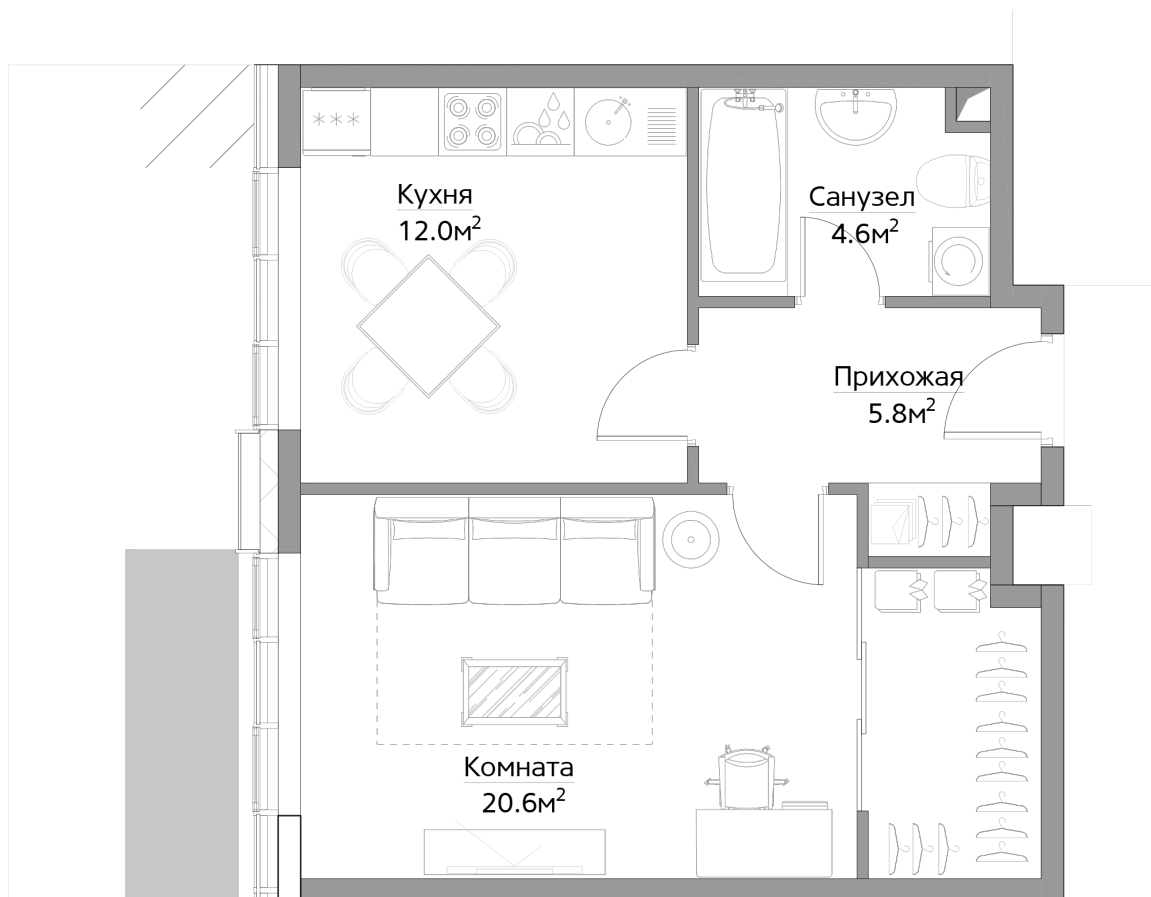 Кухня
12.0м²
Санузел
4.6м²
Прихожая
5.8м²
Комната
20.6м²